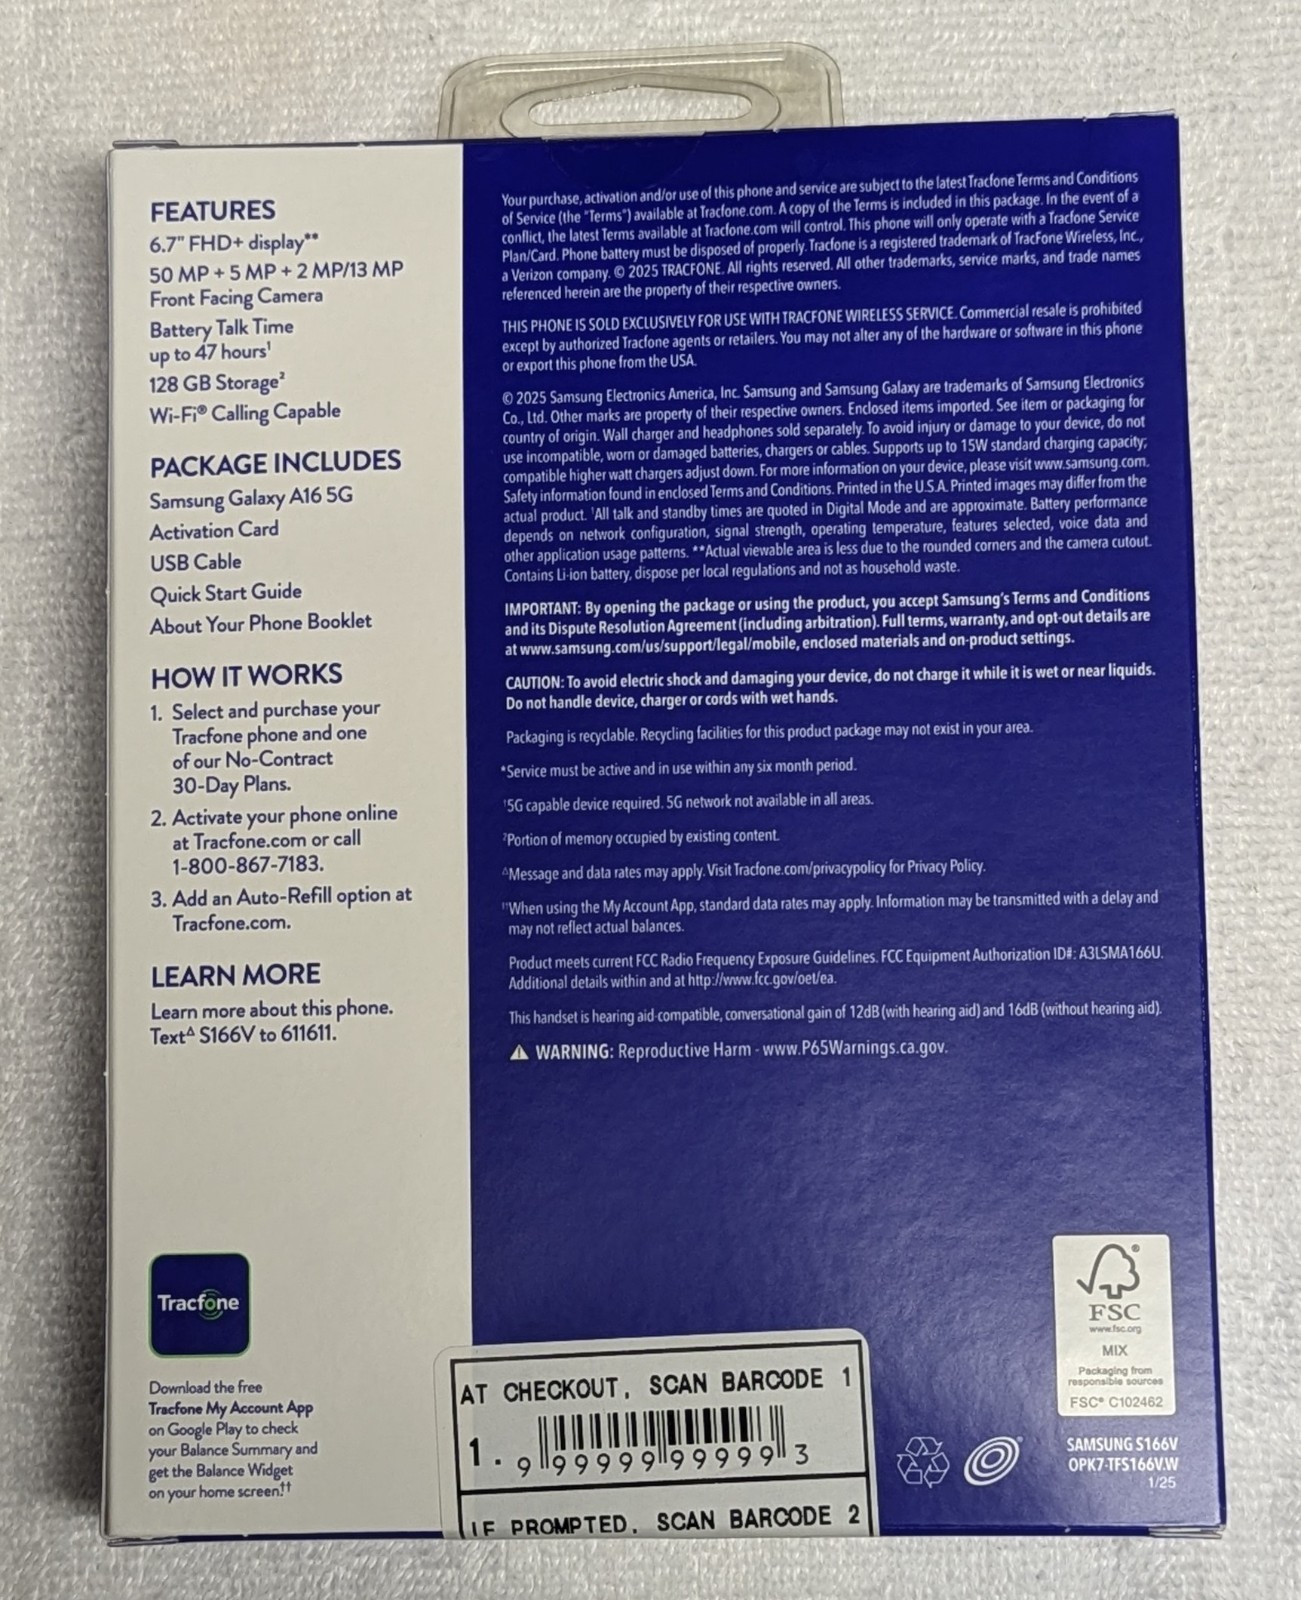 FEATURES
6.7" FHD+ display**
50 MP + 5 MP + 2 MP/13 MP
Front Facing Camera
Battery Talk Time
up to 47 hours¹
128 GB Storage²
Wi-Fi® Calling Capable
PACKAGE INCLUDES
Samsung Galaxy A16 5G
Activation Card
USB Cable
Quick Start Guide
About Your Phone Booklet
HOW IT WORKS
1. Select and purchase your
Tracfone phone and one
of our No-Contract
30-Day Plans.
2. Activate your phone online
at Tracfone.com or call
1-800-867-7183.
3. Add an Auto-Refill option at
Tracfone.com.
LEARN MORE
Learn more about this phone.
Text^Δ S166V to 611611.
Tracfone
Download the free
Tracfone My Account App
on Google Play to check
your Balance Summary and
get the Balance Widget
on your home screen.††
Your purchase, activation and/or use of this phone and service are subject to the latest Tracfone Terms and Conditions
of Service (the "Terms") available at Tracfone.com. A copy of the Terms is included in this package. In the event of a
conflict, the latest Terms available at Tracfone.com will control. This phone will only operate with a Tracfone Service
Plan/Card. Phone battery must be disposed of properly. Tracfone is a registered trademark of TracFone Wireless, Inc.,
a Verizon company. © 2025 TRACFONE. All rights reserved. All other trademarks, service marks, and trade names
referenced herein are the property of their respective owners.
THIS PHONE IS SOLD EXCLUSIVELY FOR USE WITH TRACFONE WIRELESS SERVICE. Commercial resale is prohibited
except by authorized Tracfone agents or retailers. You may not alter any of the hardware or software in this phone
or export this phone from the USA.
© 2025 Samsung Electronics America, Inc. Samsung and Samsung Galaxy are trademarks of Samsung Electronics
Co., Ltd. Other marks are property of their respective owners. Enclosed items imported. See item or packaging for
country of origin. Wall charger and headphones sold separately. To avoid injury or damage to your device, do not
use incompatible, worn or damaged batteries, chargers or cables. Supports up to 15W standard charging capacity;
compatible higher watt chargers adjust down. For more information on your device, please visit www.samsung.com.
Safety information found in enclosed Terms and Conditions. Printed in the U.S.A. Printed images may differ from the
actual product. ¹All talk and standby times are quoted in Digital Mode and are approximate. Battery performance
depends on network configuration, signal strength, operating temperature, features selected, voice data and
other application usage patterns. **Actual viewable area is less due to the rounded corners and the camera cutout.
Contains Li-ion battery, dispose per local regulations and not as household waste.
IMPORTANT: By opening the package or using the product, you accept Samsung's Terms and Conditions
and its Dispute Resolution Agreement (including arbitration). Full terms, warranty, and opt-out details are
at www.samsung.com/us/support/legal/mobile, enclosed materials and on-product settings.
CAUTION: To avoid electric shock and damaging your device, do not charge it while it is wet or near liquids.
Do not handle device, charger or cords with wet hands.
Packaging is recyclable. Recycling facilities for this product package may not exist in your area.
*Service must be active and in use within any six month period.
¹5G capable device required. 5G network not available in all areas.
²Portion of memory occupied by existing content.
ΔMessage and data rates may apply. Visit Tracfone.com/privacypolicy for Privacy Policy.
††When using the My Account App, standard data rates may apply. Information may be transmitted with a delay and
may not reflect actual balances.
Product meets current FCC Radio Frequency Exposure Guidelines. FCC Equipment Authorization ID#: A3LSMA166U.
Additional details within and at http://www.fcc.gov/oet/ea.
This handset is hearing aid-compatible, conversational gain of 12dB (with hearing aid) and 16dB (without hearing aid).
⚠ WARNING: Reproductive Harm - www.P65Warnings.ca.gov.
FSC®
www.fsc.org
MIX
Packaging from
responsible sources
FSC® C102462
SAMSUNG S166V
OPK7-TFS166V.W
1/25
AT CHECKOUT, SCAN BARCODE 1
1. 9 99999 99999 3
IF PROMPTED, SCAN BARCODE 2